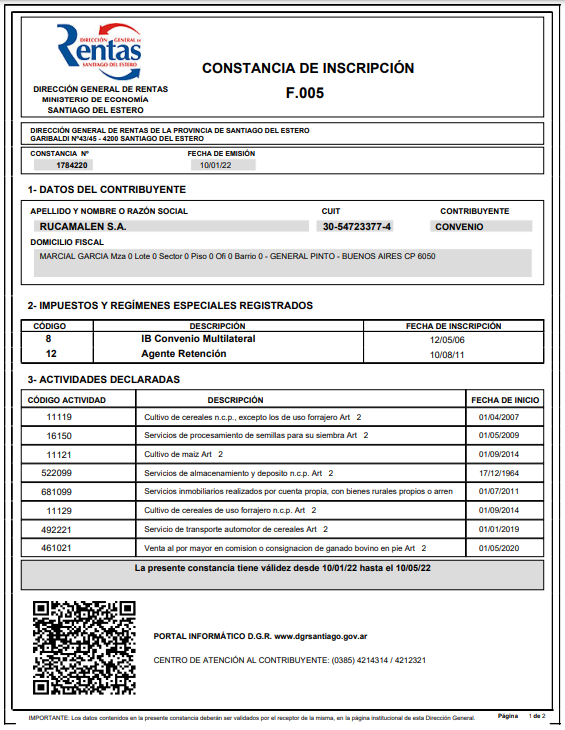 DIRECCIÓN GENERAL DE
Rentas
SANTIAGO DEL ESTERO
DIRECCIÓN GENERAL DE RENTAS
MINISTERIO DE ECONOMÍA
SANTIAGO DEL ESTERO
CONSTANCIA DE INSCRIPCIÓN
F.005
DIRECCIÓN GENERAL DE RENTAS DE LA PROVINCIA DE SANTIAGO DEL ESTERO
GARIBALDI Nº43/45 - 4200 SANTIAGO DEL ESTERO
CONSTANCIA Nº FECHA DE EMISIÓN
1784220 10/01/22
1- DATOS DEL CONTRIBUYENTE
APELLIDO Y NOMBRE O RAZÓN SOCIAL CUIT CONTRIBUYENTE
RUCAMALEN S.A. 30-54723377-4 CONVENIO
DOMICILIO FISCAL
MARCIAL GARCIA Mza 0 Lote 0 Sector 0 Piso 0 Ofi 0 Barrio 0 - GENERAL PINTO - BUENOS AIRES CP 6050
2- IMPUESTOS Y REGÍMENES ESPECIALES REGISTRADOS
CÓDIGO DESCRIPCIÓN FECHA DE INSCRIPCIÓN
8 IB Convenio Multilateral 12/05/06
12 Agente Retención 10/08/11
3- ACTIVIDADES DECLARADAS
CÓDIGO ACTIVIDAD DESCRIPCIÓN FECHA DE INICIO
11119 Cultivo de cereales n.c.p., excepto los de uso forrajero Art 2 01/04/2007
16150 Servicios de procesamiento de semillas para su siembra Art 2 01/05/2009
11121 Cultivo de maiz Art 2 01/09/2014
522099 Servicios de almacenamiento y deposito n.c.p. Art 2 17/12/1964
681099 Servicios inmobiliarios realizados por cuenta propia, con bienes rurales propios o arren 01/07/2011
11129 Cultivo de cereales de uso forrajero n.c.p. Art 2 01/09/2014
492221 Servicio de transporte automotor de cereales Art 2 01/01/2019
461021 Venta al por mayor en comision o consignacion de ganado bovino en pie Art 2 01/05/2020
La presente constancia tiene válidez desde 10/01/22 hasta el 10/05/22
PORTAL INFORMÁTICO D.G.R. www.dgrsantiago.gov.ar
CENTRO DE ATENCIÓN AL CONTRIBUYENTE: (0385) 4214314 / 4212321
IMPORTANTE: Los datos contenidos en la presente constancia deberán ser validados por el receptor de la misma, en la página institucional de esta Dirección General. Página 1 de 2